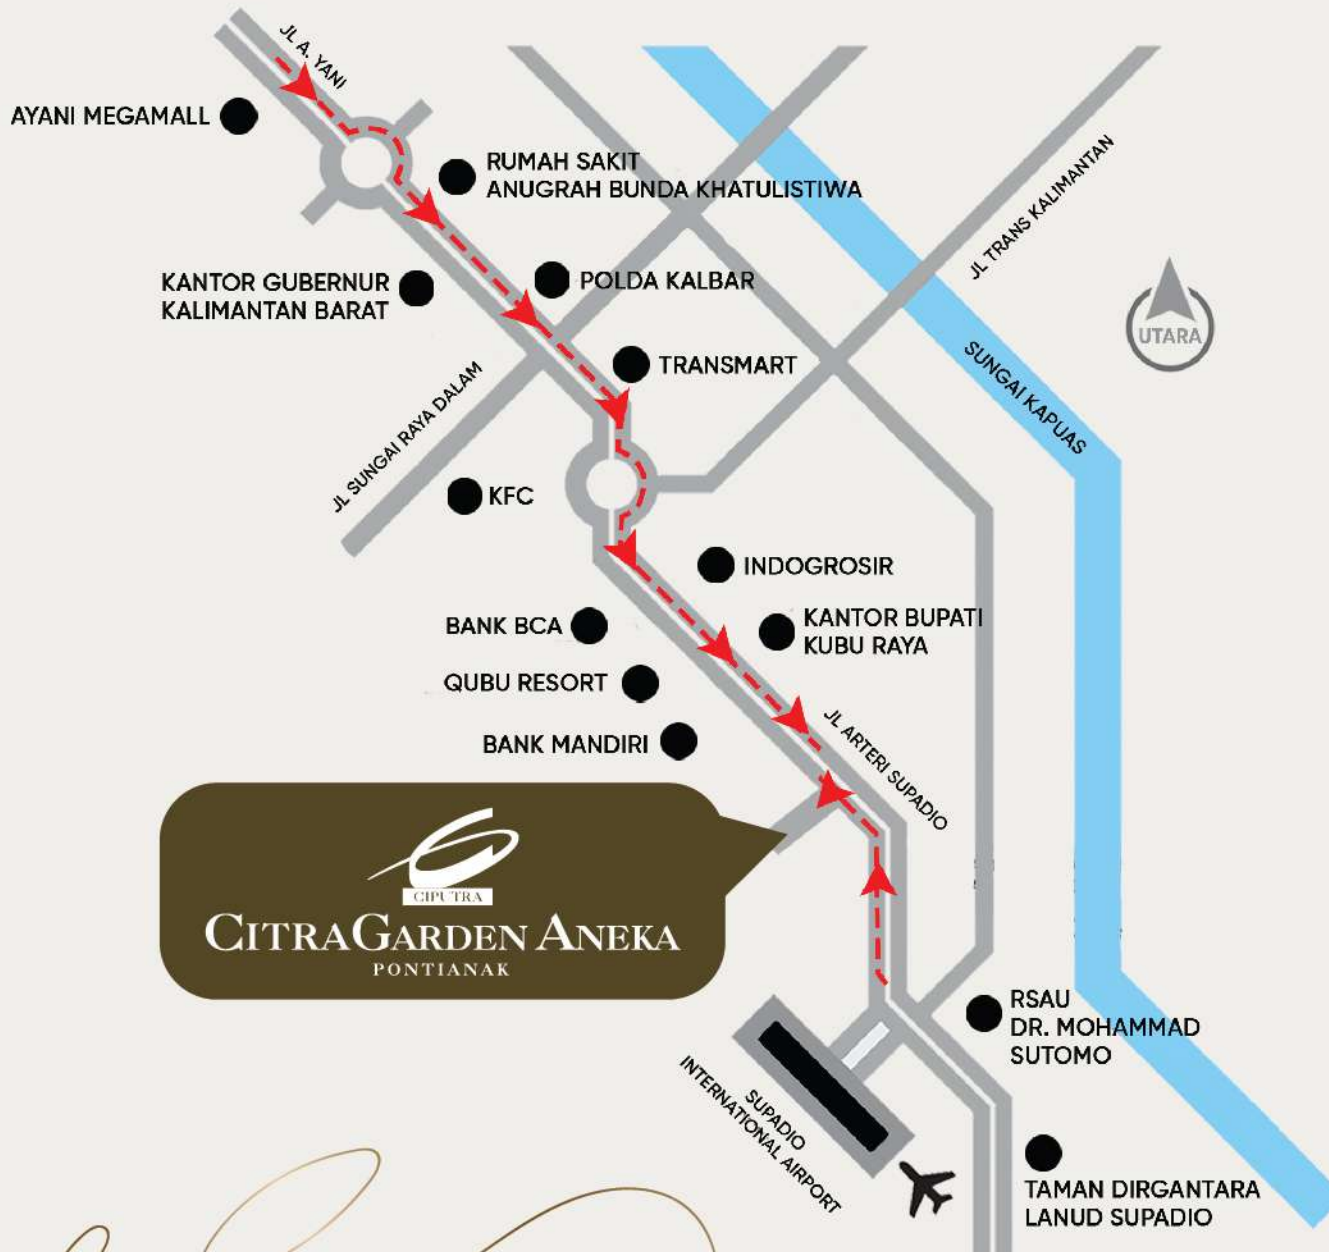 JL A. YANI
AYANI MEGAMALL
RUMAH SAKIT
ANUGRAH BUNDA KHATULISTIWA
JL TRANS KALIMANTAN
KANTOR GUBERNUR
KALIMANTAN BARAT
POLDA KALBAR
UTARA
TRANSMART
SUNGAI KAPUAS
JL SUNGAI RAYA DALAM
KFC
INDOGROSIR
BANK BCA
KANTOR BUPATI
KUBU RAYA
QUBU RESORT
BANK MANDIRI
JL ARTERI SUPADIO
CIPUTRA
CITRAGARDEN ANEKA
PONTIANAK
RSAU
DR. MOHAMMAD
SUTOMO
SUPADIO
INTERNATIONAL AIRPORT
TAMAN DIRGANTARA
LANUD SUPADIO